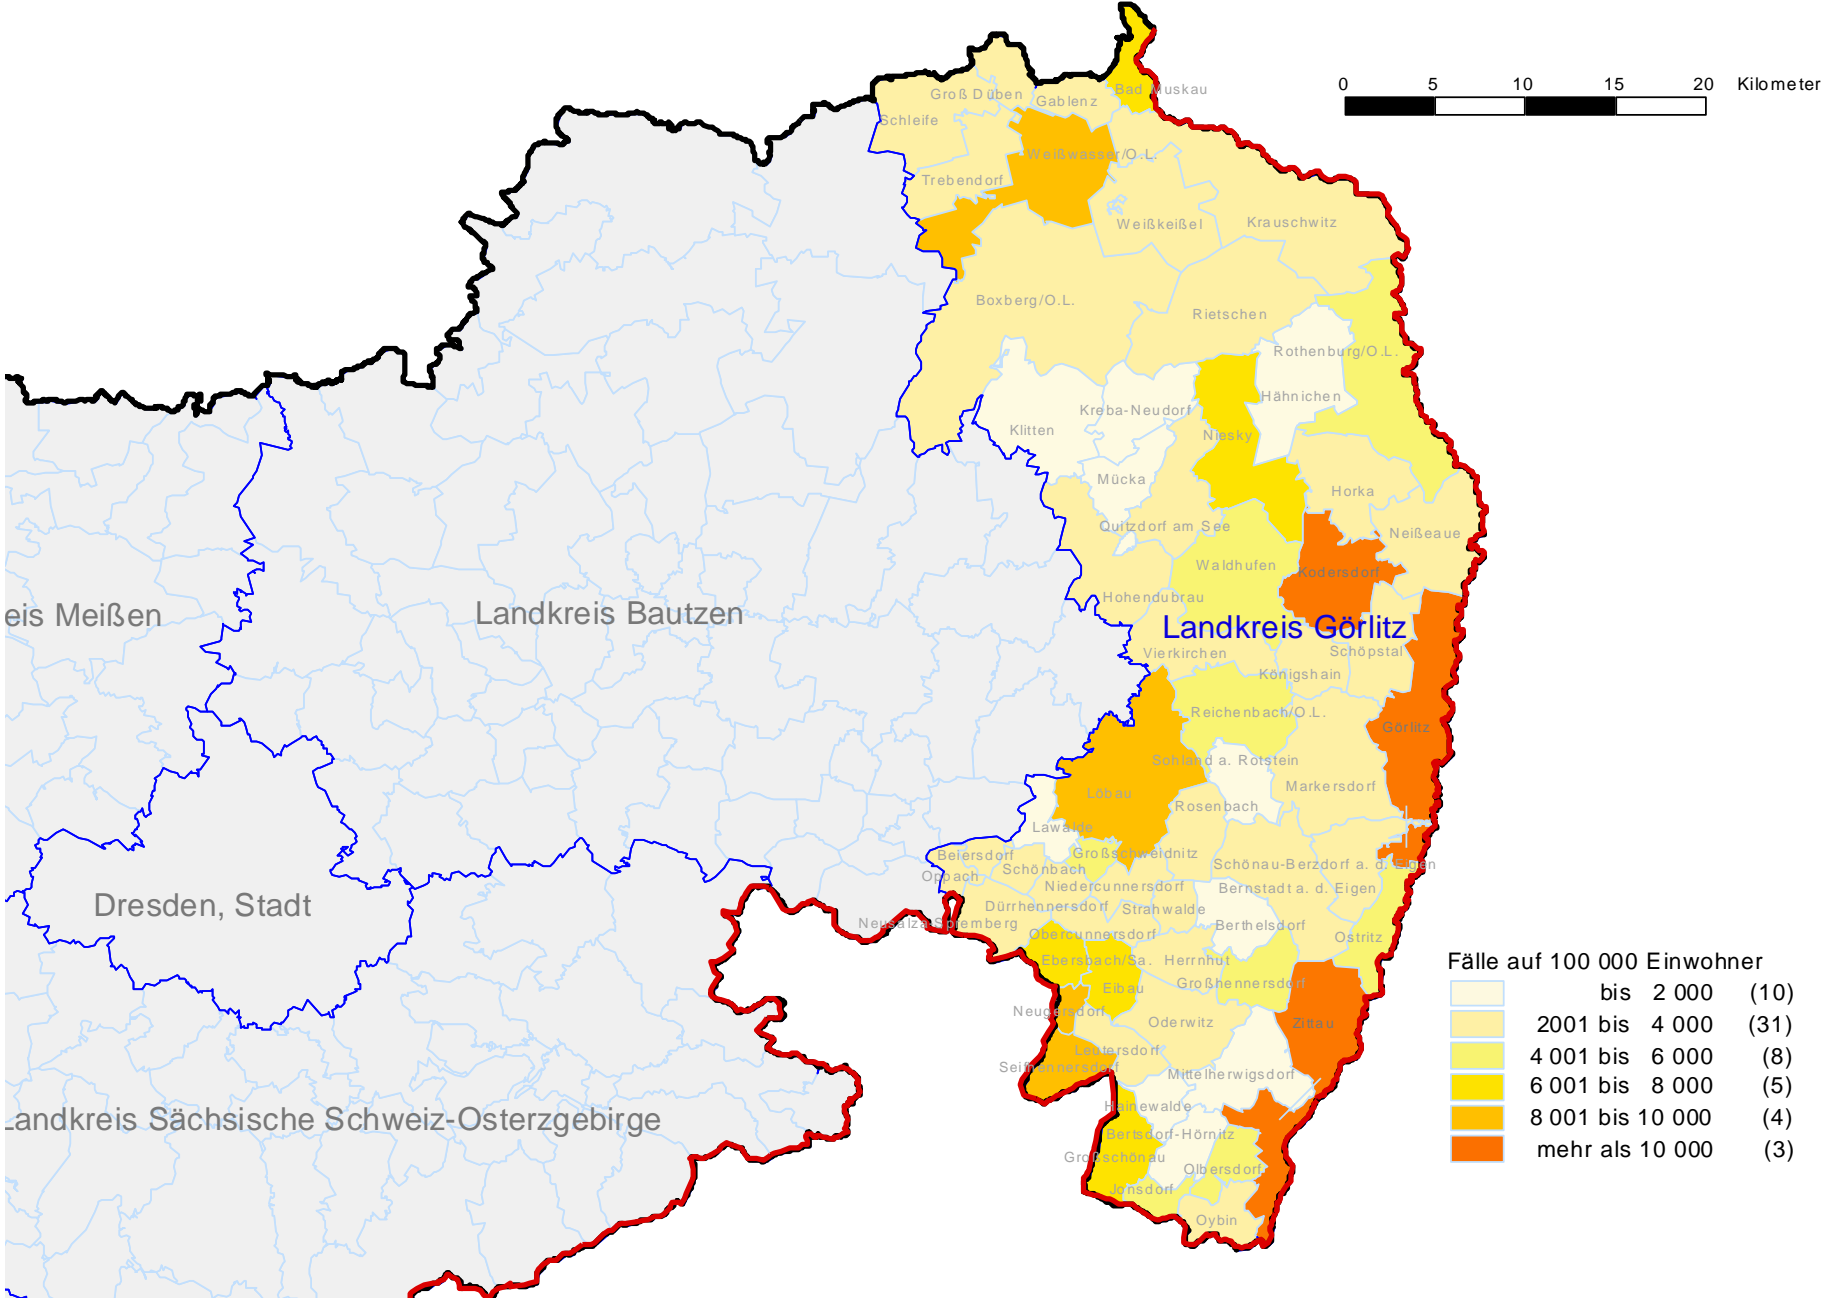 0 5 10 15 20 Kilometer
Bad Muskau
Groß Düben
Gablenz
Schleife
Weißwasser/O.L.
Trebendorf
Weißkeißel
Krauschwitz
Boxberg/O.L.
Rietschen
Rothenburg/O.L.
Hähnichen
Kreba-Neudorf
Klitten
Niesky
Mücka
Horka
Quitzdorf am See
Neißeaue
Waldhufen
Kodersdorf
Hohendubrau
eis Meißen
Landkreis Bautzen
Landkreis Görlitz
Vierkirchen
Schöpstal
Königshain
Reichenbach/O.L.
Görlitz
Sohland a. Rotstein
Markersdorf
Löbau
Rosenbach
Lawalde
Großschweidnitz
Beiersdorf
Schönbach
Schönau-Berzdorf a. d. Eigen
Oppach
Niedercunnersdorf
Bernstadt a. d. Eigen
Dresden, Stadt
Dürrhennersdorf
Strahwalde
Neusalza-Spremberg
Berthelsdorf
Obercunnersdorf
Ostritz
Ebersbach/Sa.
Herrnhut
Großhennersdorf
Eibau
Neugersdorf
Oderwitz
Zittau
Leutersdorf
Seifhennersdorf
Mittelherwigsdorf
Hainewalde
Landkreis Sächsische Schweiz-Osterzgebirge
Bertsdorf-Hörnitz
Großschönau
Olbersdorf
Jonsdorf
Oybin
Fälle auf 100 000 Einwohner
bis 2 000 (10)
2001 bis 4 000 (31)
4 001 bis 6 000 (8)
6 001 bis 8 000 (5)
8 001 bis 10 000 (4)
mehr als 10 000 (3)